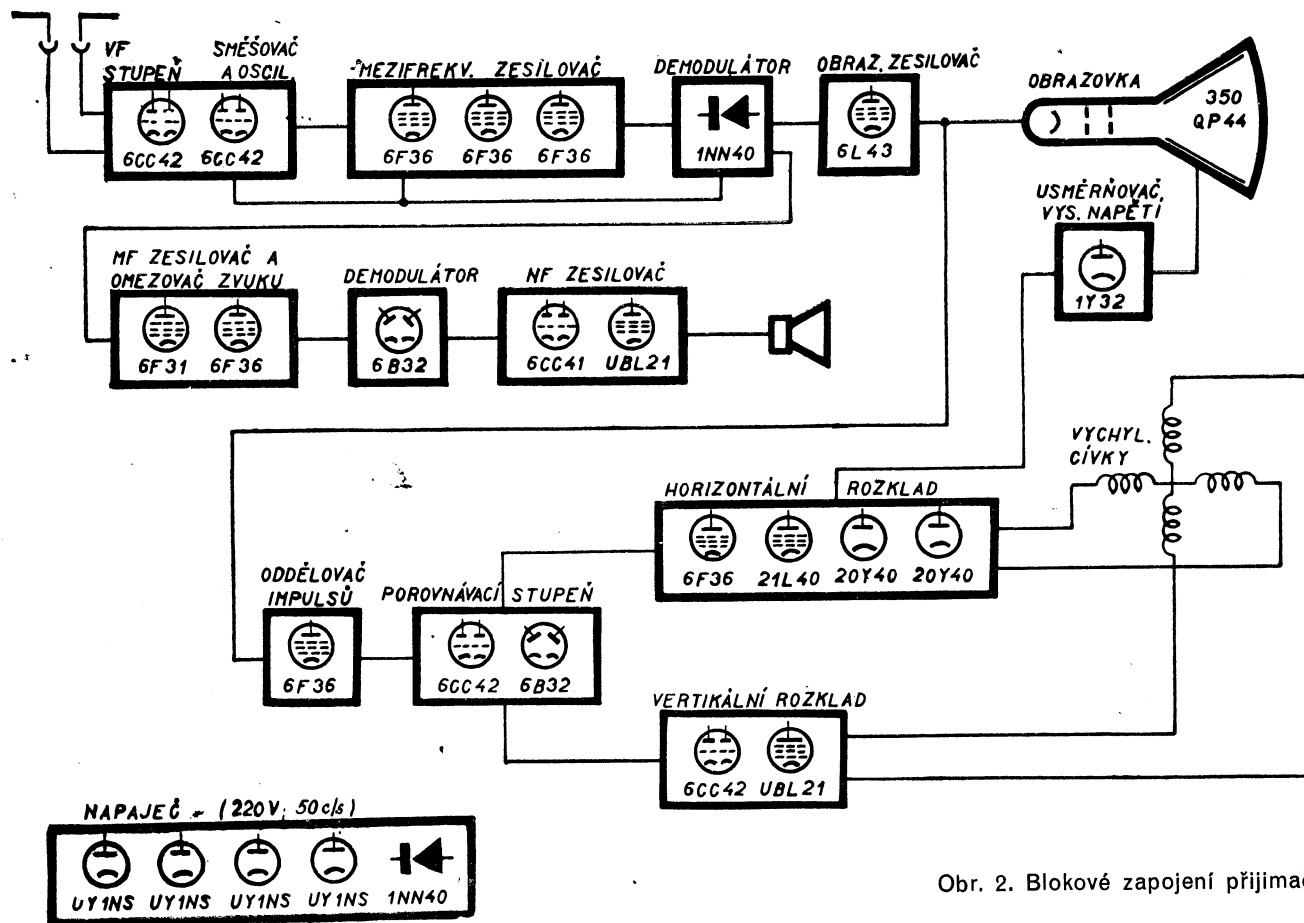 VF
STUPEŇ
SMĚŠOVAČ
A OSCIL.
6CC42 6CC42
MEZIFREKV. ZESILOVAČ
6F36 6F36 6F36
DEMODULÁTOR
1NN40
OBRAZ. ZESILOVAČ
6L43
OBRAZOVKA
350
QP44
USMĚRŇOVAČ
VYS. NAPĚTÍ
1Y32
MF ZESILOVAČ A
OMEZOVAČ ZVUKU
6F31 6F36
DEMODULÁTOR
6B32
NF ZESILOVAČ
6CC41 UBL21
VYCHYL.
CÍVKY
HORIZONTÁLNÍ ROZKLAD
6F36 21L40 20Y40 20Y40
ODDĚLOVAČ
IMPULSŮ
6F36
POROVNÁVACÍ STUPEŇ
6CC42 6B32
VERTIKÁLNÍ ROZKLAD
6CC42 UBL21
NAPAJEČ - (220V, 50 c/s)
UY1NS UY1NS UY1NS UY1NS 1NN40
Obr. 2. Blokové zapojení přijimač